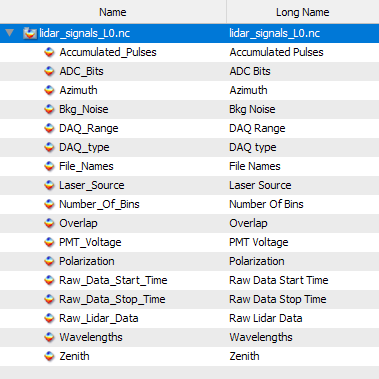 Name Long Name
lidar_signals_L0.nc lidar_signals_L0.nc
Accumulated_Pulses Accumulated Pulses
ADC_Bits ADC Bits
Azimuth Azimuth
Bkg_Noise Bkg Noise
DAQ_Range DAQ Range
DAQ_type DAQ type
File_Names File Names
Laser_Source Laser Source
Number_Of_Bins Number Of Bins
Overlap Overlap
PMT_Voltage PMT Voltage
Polarization Polarization
Raw_Data_Start_Time Raw Data Start Time
Raw_Data_Stop_Time Raw Data Stop Time
Raw_Lidar_Data Raw Lidar Data
Wavelengths Wavelengths
Zenith Zenith